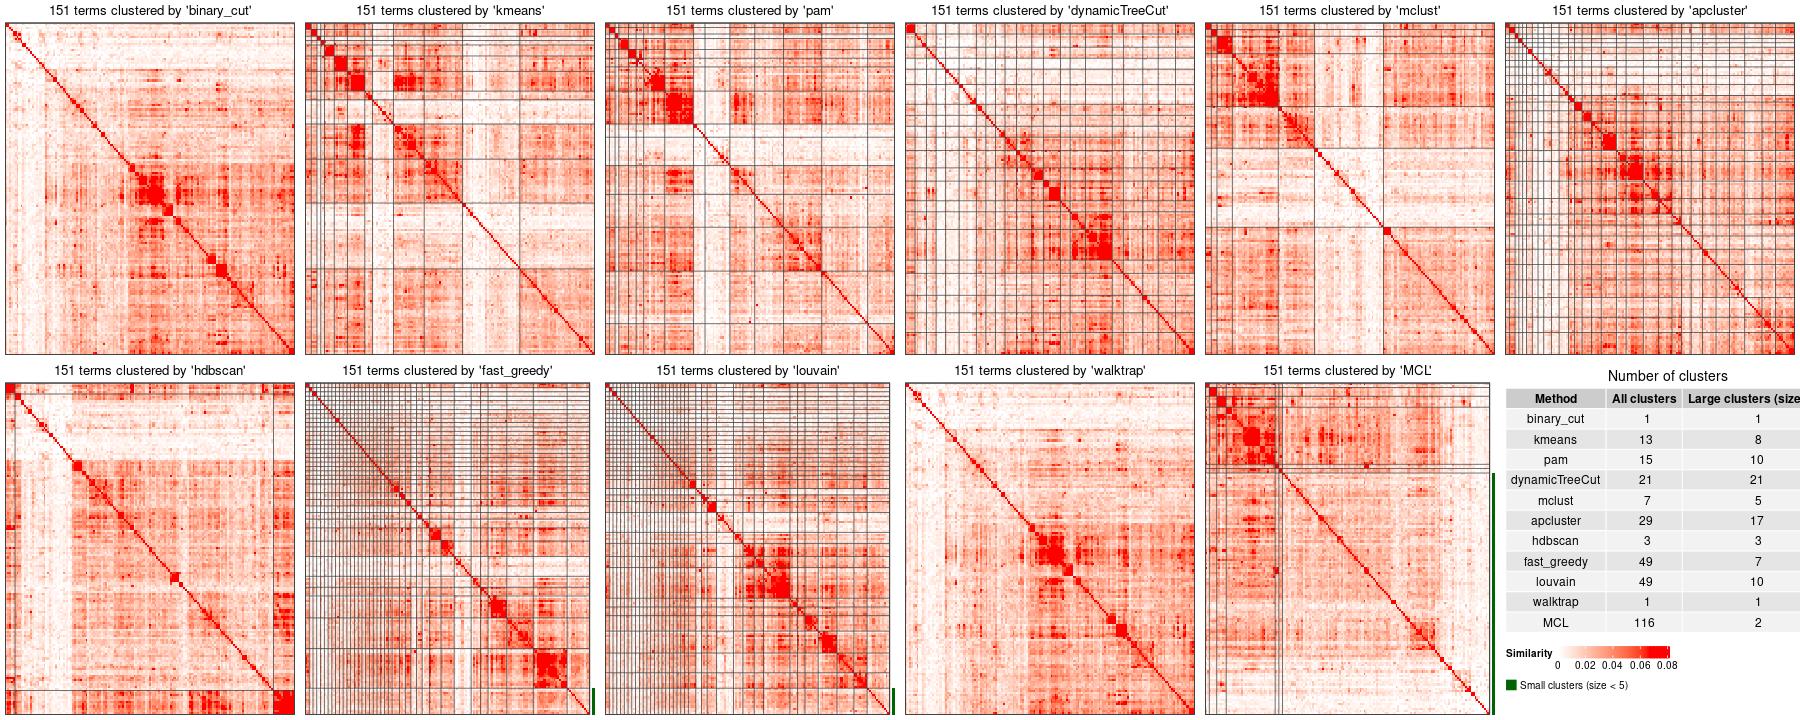 151 terms clustered by 'binary_cut'
151 terms clustered by 'kmeans'
151 terms clustered by 'pam'
151 terms clustered by 'dynamicTreeCut'
151 terms clustered by 'mclust'
151 terms clustered by 'apcluster'
151 terms clustered by 'hdbscan'
151 terms clustered by 'fast_greedy'
151 terms clustered by 'louvain'
151 terms clustered by 'walktrap'
151 terms clustered by 'MCL'
Number of clusters
Method All clusters Large clusters (size
binary_cut 1 1
kmeans 13 8
pam 15 10
dynamicTreeCut 21 21
mclust 7 5
apcluster 29 17
hdbscan 3 3
fast_greedy 49 7
louvain 49 10
walktrap 1 1
MCL 116 2
Similarity
0 0.02 0.04 0.06 0.08
Small clusters (size < 5)